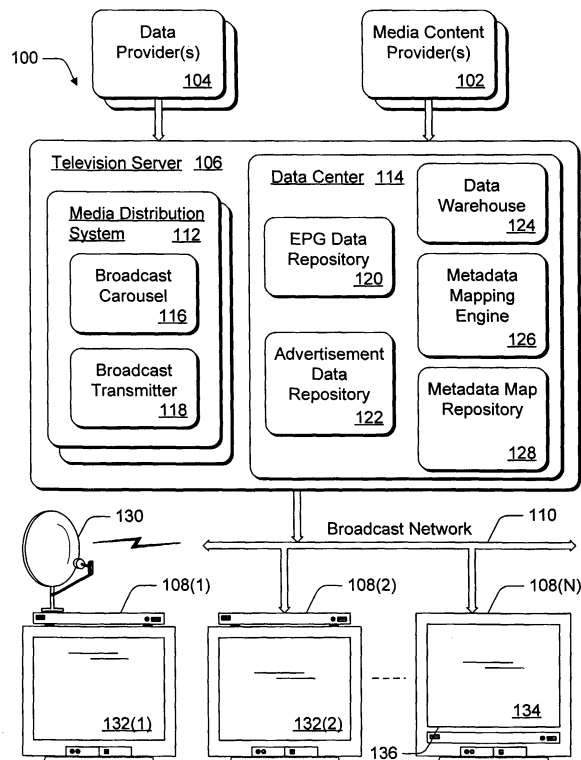 100
Data
Provider(s)
104
Media Content
Provider(s)
102
Television Server 106
Media Distribution
System 112
Broadcast
Carousel
116
Broadcast
Transmitter
118
Data Center 114
EPG Data
Repository
120
Advertisement
Data
Repository
122
Data
Warehouse
124
Metadata
Mapping
Engine
126
Metadata Map
Repository
128
130
Broadcast Network
110
108(1)
108(2)
108(N)
132(1)
132(2)
134
136